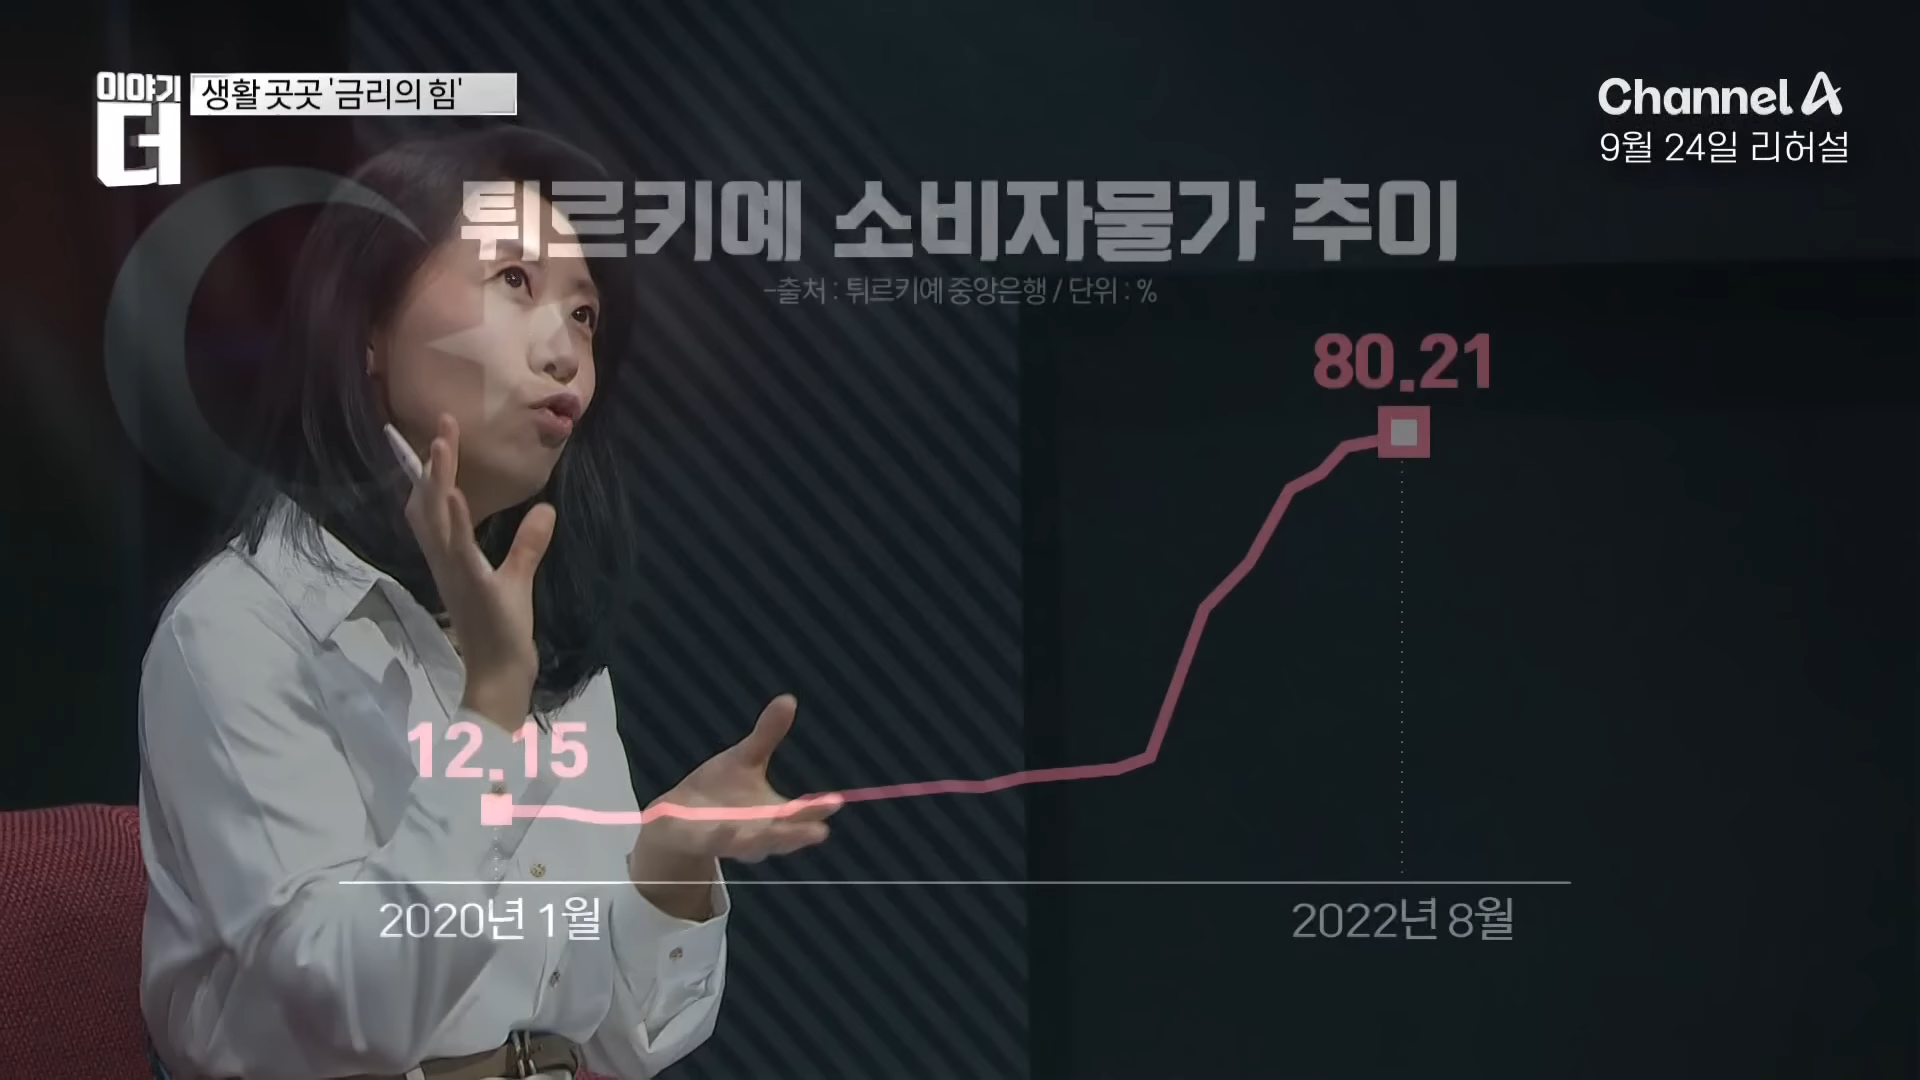 이야기 더
생활 곳곳 '금리의 힘'
Channel A
9월 24일 리허설
튀르키예 소비자물가 추이
-출처 : 튀르키예 중앙은행 / 단위 : %
80.21
12.15
2020년 1월
2022년 8월